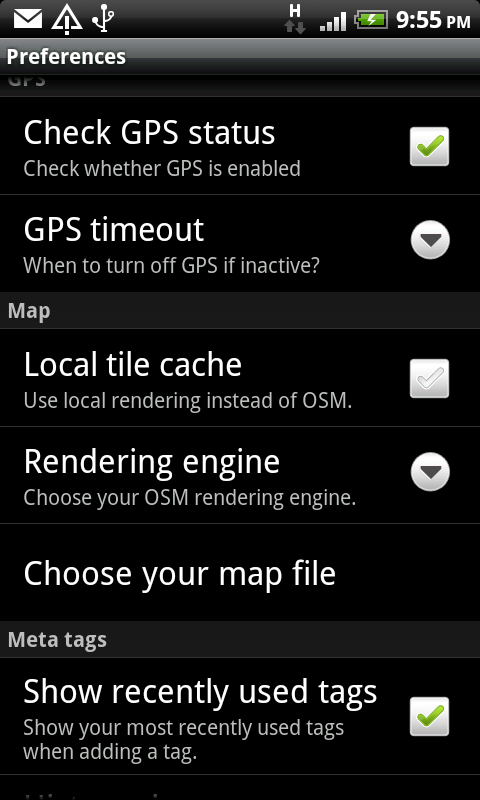 H
9:55 PM
Preferences
GPS
Check GPS status
Check whether GPS is enabled
GPS timeout
When to turn off GPS if inactive?
Map
Local tile cache
Use local rendering instead of OSM.
Rendering engine
Choose your OSM rendering engine.
Choose your map file
Meta tags
Show recently used tags
Show your most recently used tags
when adding a tag.